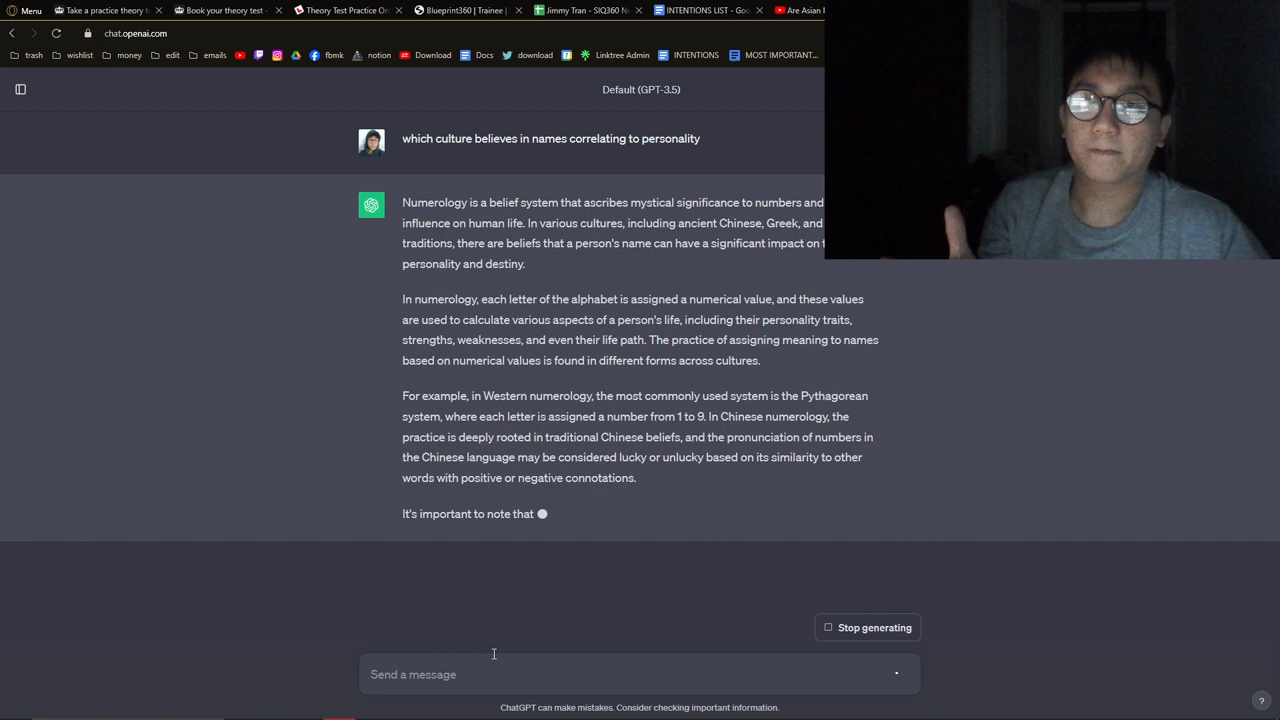 Menu
Take a practice theory t
Book your theory test -
Theory Test Practice On
Blueprint360 | Trainee |
Jimmy Tran - SIQ360 N
INTENTIONS LIST - Goo
Are Asian
chat.openai.com
trash
wishlist
money
edit
emails
fbmk
notion
Download
Docs
download
Linktree Admin
INTENTIONS
MOST IMPORTANT...
Default (GPT-3.5)
which culture believes in names correlating to personality
Numerology is a belief system that ascribes mystical significance to numbers and
influence on human life. In various cultures, including ancient Chinese, Greek, and
traditions, there are beliefs that a person's name can have a significant impact on t
personality and destiny.
In numerology, each letter of the alphabet is assigned a numerical value, and these values
are used to calculate various aspects of a person's life, including their personality traits,
strengths, weaknesses, and even their life path. The practice of assigning meaning to names
based on numerical values is found in different forms across cultures.
For example, in Western numerology, the most commonly used system is the Pythagorean
system, where each letter is assigned a number from 1 to 9. In Chinese numerology, the
practice is deeply rooted in traditional Chinese beliefs, and the pronunciation of numbers in
the Chinese language may be considered lucky or unlucky based on its similarity to other
words with positive or negative connotations.
It's important to note that
Stop generating
Send a message
ChatGPT can make mistakes. Consider checking important information.
?